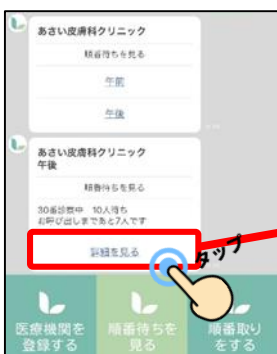 あさい皮膚科クリニック
順番待ちを見る
午前
午後
あさい皮膚科クリニック
午後
順番待ちを見る
30番診察中 10人待ち
お呼び出しまであと7人です
詳細を見る
タップ
医療機関を
登録する
順番待ちを
見る
順番取り
をする